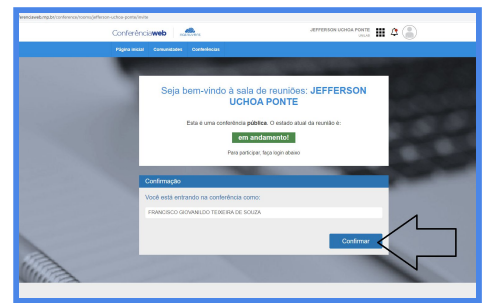 Conferênciaweb
JEFFERSON UCHOA PONTE
Página Inicial Comunidades Conferências
Seja bem-vindo à sala de reuniões: JEFFERSON
UCHOA PONTE
Esta é uma conferência pública. O estado atual da reunião é:
em andamento!
Para participar, faça login abaixo
Confirmação
Você está entrando na conferência como:
FRANCISCO GIOVANILDO TEIXEIRA DE SOUZA
Confirmar